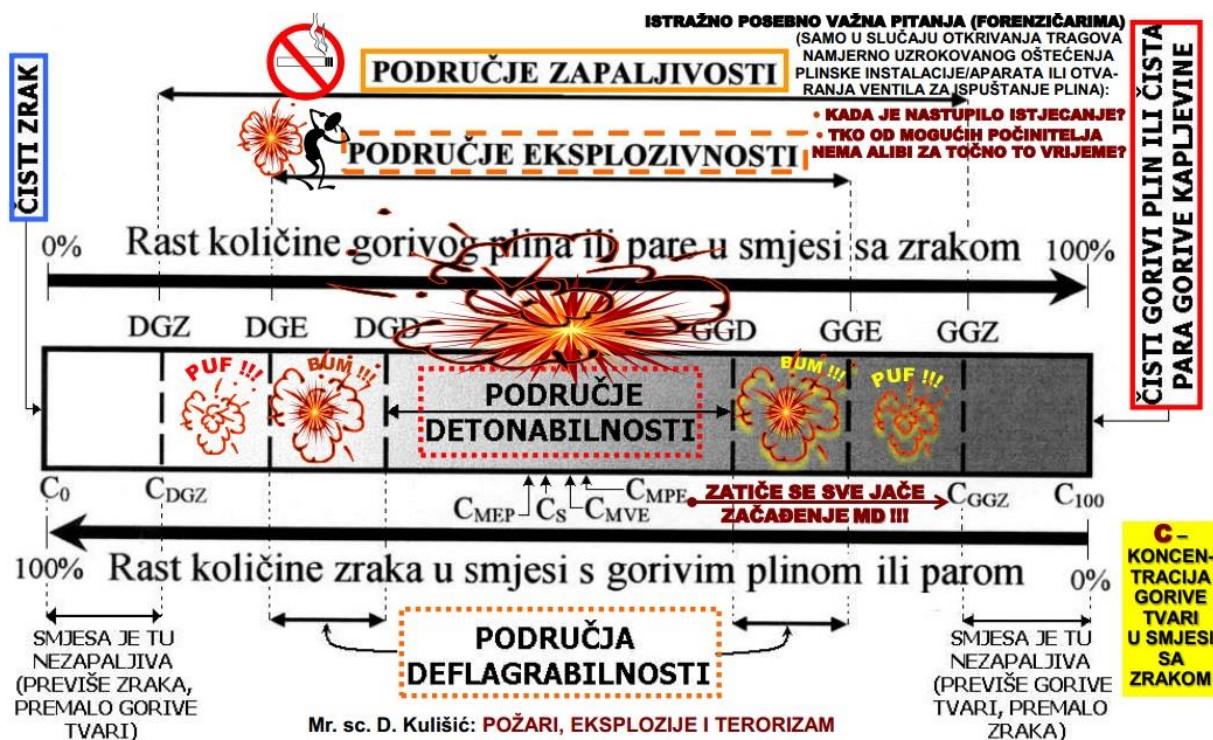 ISTRAŽNO POSEBNO VAŽNA PITANJA (FORENZIČARIMA)
(SAMO U SLUČAJU OTKRIVANJA TRAGOVA
NAMJERNO UZROKOVANOG OŠTEĆENJA
PLINSKE INSTALACIJE/APARATA ILI OTVA-
RANJA VENTILA ZA ISPUŠTANJE PLINA):
• KADA JE NASTUPILO ISTJECANJE?
• TKO OD MOGUĆIH POČINITELJA
NEMA ALIBI ZA TOČNO TO VRIJEME?
PODRUČJE ZAPALJIVOSTI
PODRUČJE EKSPLOZIVNOSTI
ČISTI ZRAK
ČISTI GORIVI PLIN ILI ČISTA
PARA GORIVE KAPLJEVINE
0% Rast količine gorivog plina ili pare u smjesi sa zrakom 100%
DGZ DGE DGD GGD GGE GGZ
PUF !!! BUM !!! BUM !!! PUF !!!
PODRUČJE
DETONABILNOSTI
C0 CDGZ CMEP CS CMVE CMPE CGGZ C100
ZATIČE SE SVE JAČE
ZAČAĐENJE MD !!!
100% Rast količine zraka u smjesi s gorivim plinom ili parom 0%
C –
KONCEN-
TRACIJA
GORIVE
TVARI
U SMJESI
SA
ZRAKOM
SMJESA JE TU
NEZAPALJIVA
(PREVIŠE ZRAKA,
PREMALO GORIVE
TVARI)
PODRUČJA
DEFLAGRABILNOSTI
SMJESA JE TU
NEZAPALJIVA
(PREVIŠE GORIVE
TVARI, PREMALO
ZRAKA)
Mr. sc. D. Kulišić: POŽARI, EKSPLOZIJE I TERORIZAM